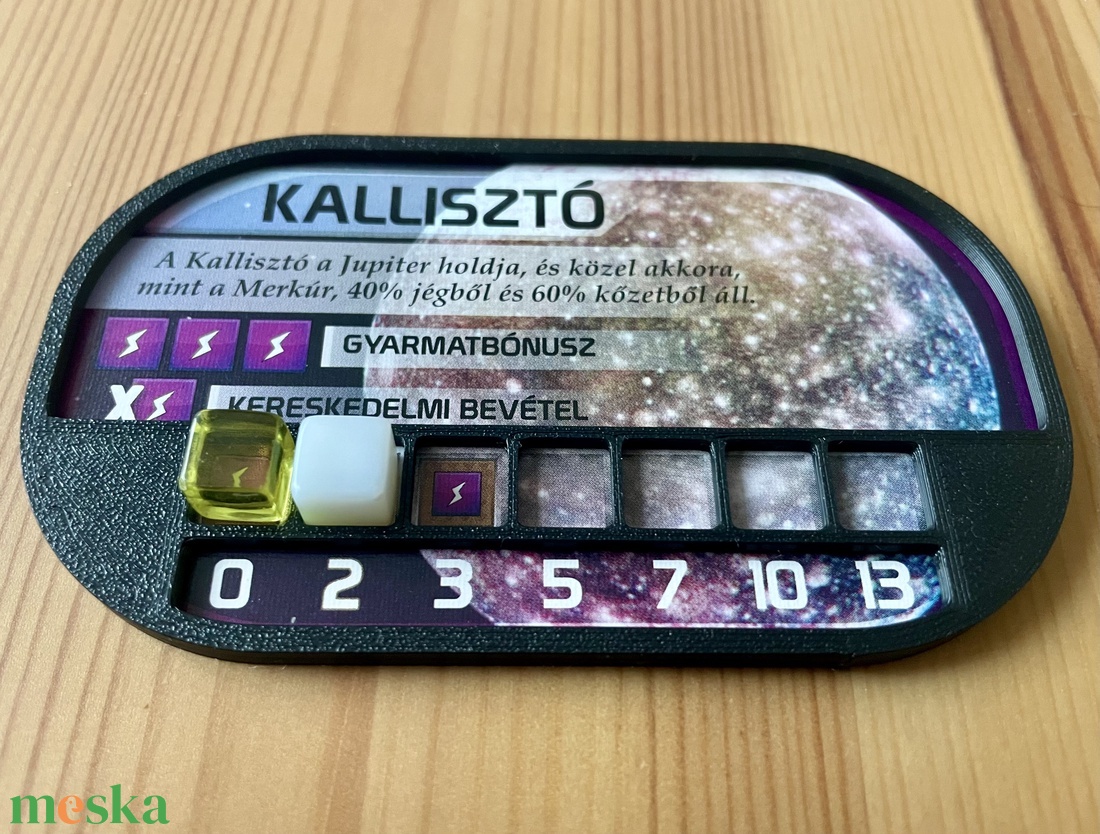 KALLISZTÓ
A Kallisztó a Jupiter holdja, és közel akkora,
mint a Merkúr, 40% jégből és 60% kőzetből áll.
GYARMATBÓNUSZ
X KERESKEDELMI BEVÉTEL
0 2 3 5 7 10 13
meska